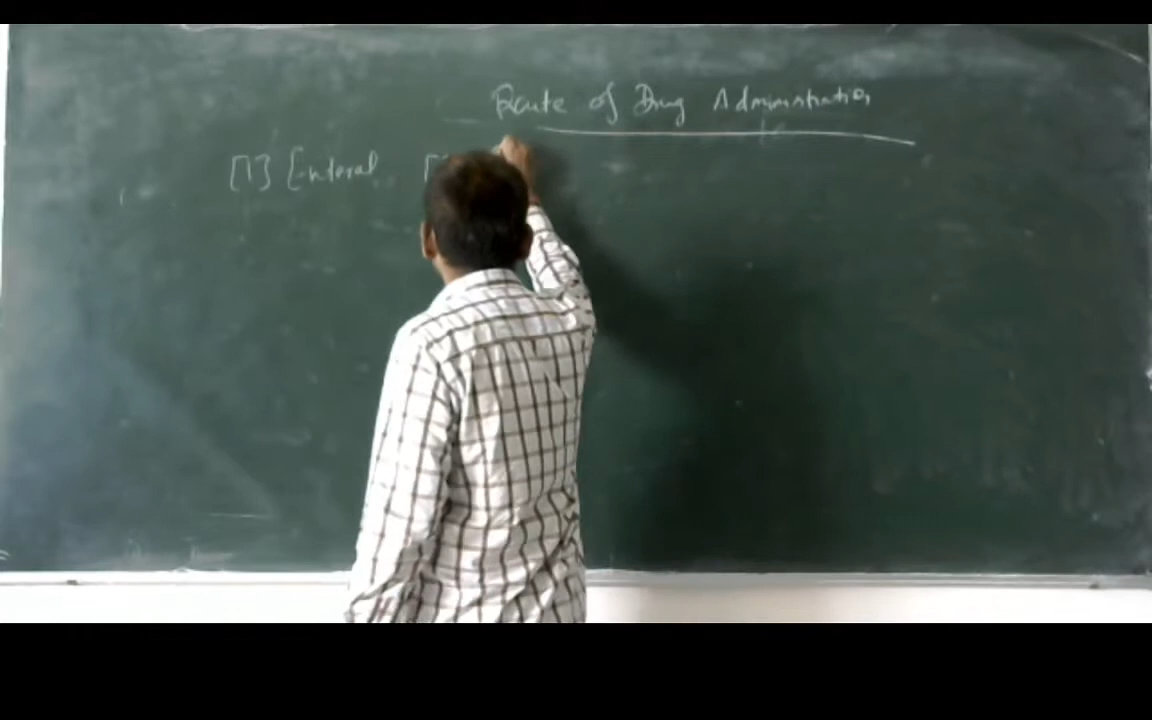 Route of Drug Administration
[1] Enteral [